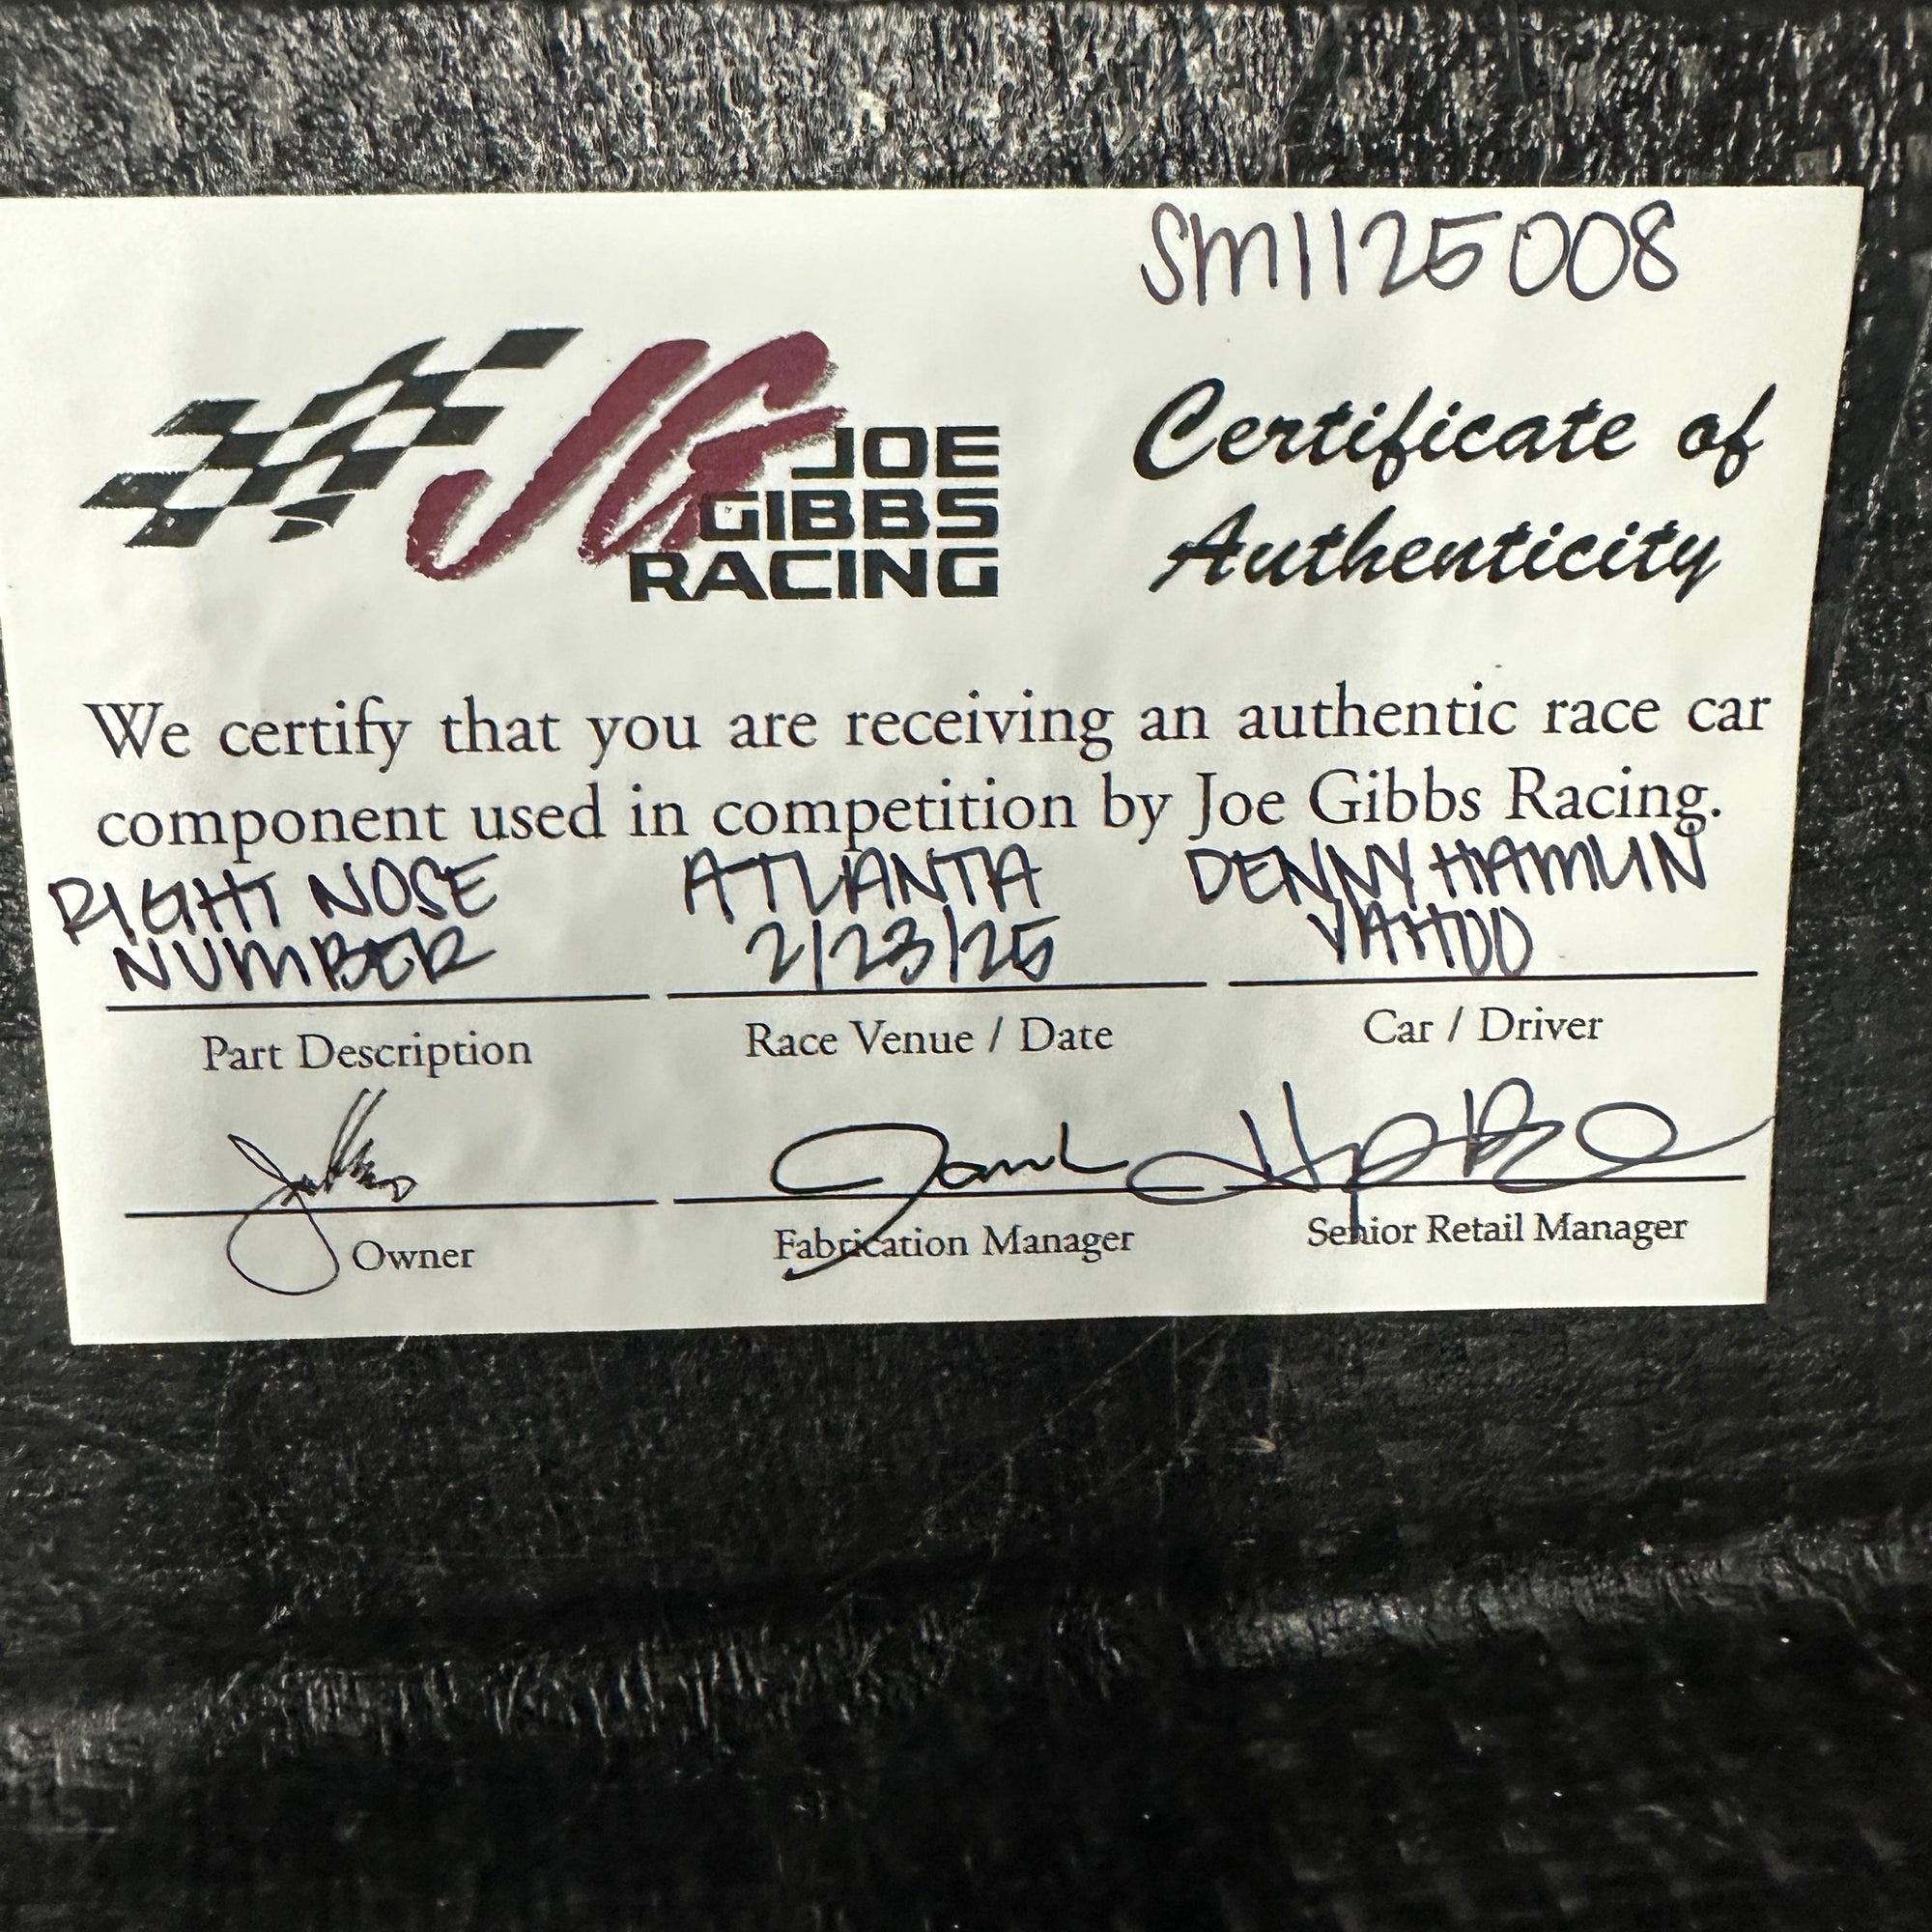 SM1125008
JG JOE
GIBBS
RACING
Certificate of
Authenticity
We certify that you are receiving an authentic race car
component used in competition by Joe Gibbs Racing.
RIGHT NOSE
NUMBER
ATLANTA
2/23/25
DENNY HAMLIN
YAHOO
Part Description
Race Venue / Date
Car / Driver
Owner
Fabrication Manager
Senior Retail Manager